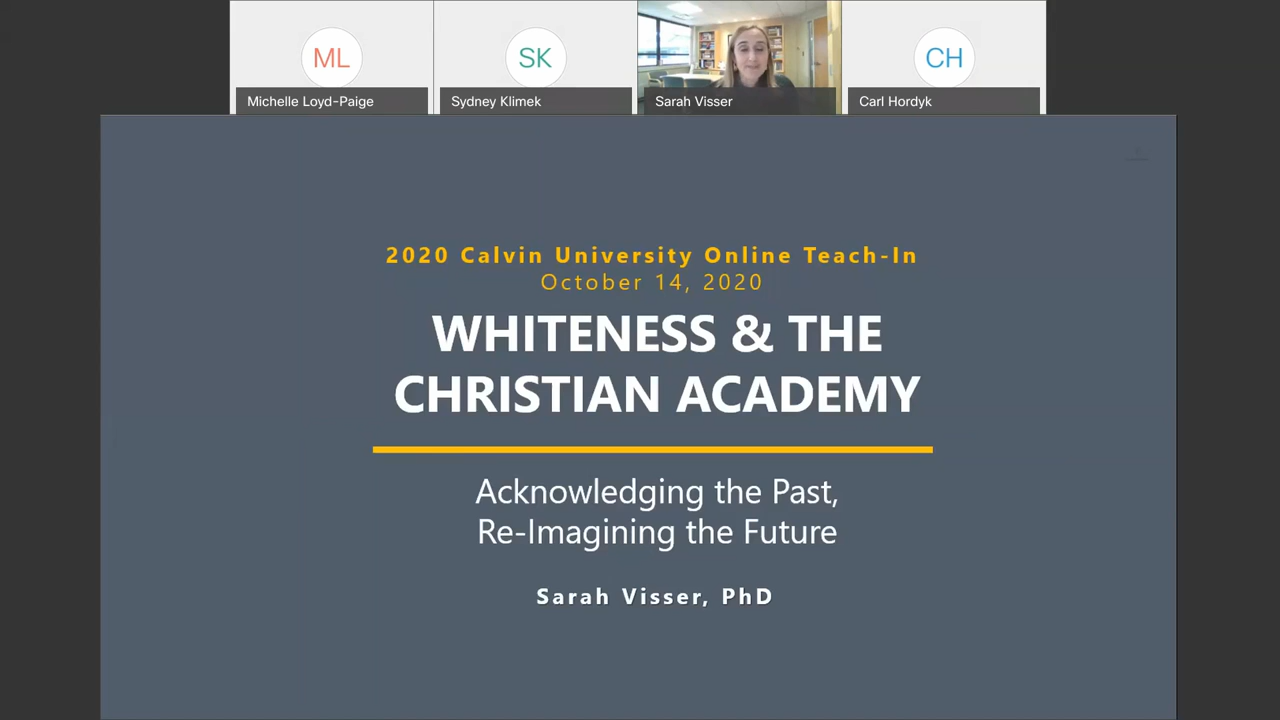 ML
SK
CH
Michelle Loyd-Paige
Sydney Klimek
Sarah Visser
Carl Hordyk
2020 Calvin University Online Teach-In
October 14, 2020
WHITENESS & THE
CHRISTIAN ACADEMY
Acknowledging the Past,
Re-Imagining the Future
Sarah Visser, PhD